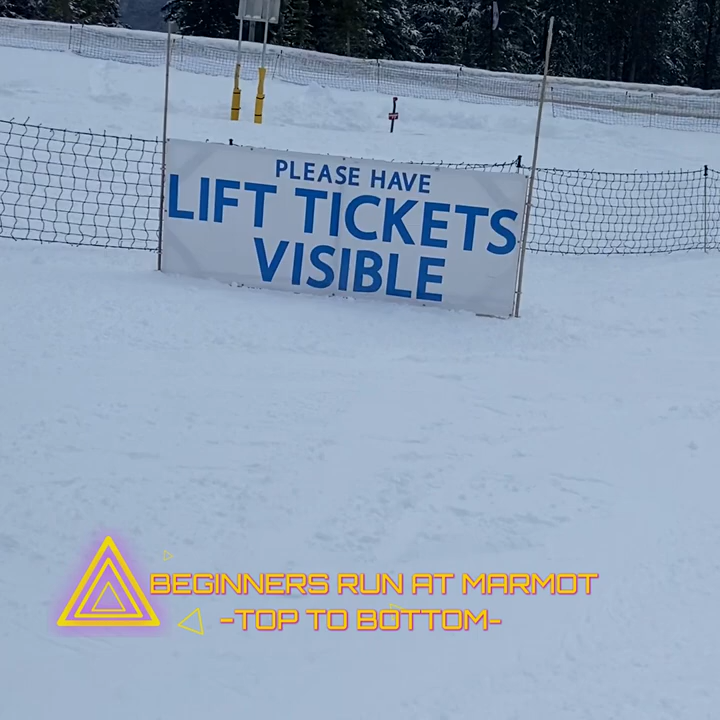 PLEASE HAVE
LIFT TICKETS
VISIBLE
BEGINNERS RUN AT MARMOT
-TOP TO BOTTOM-